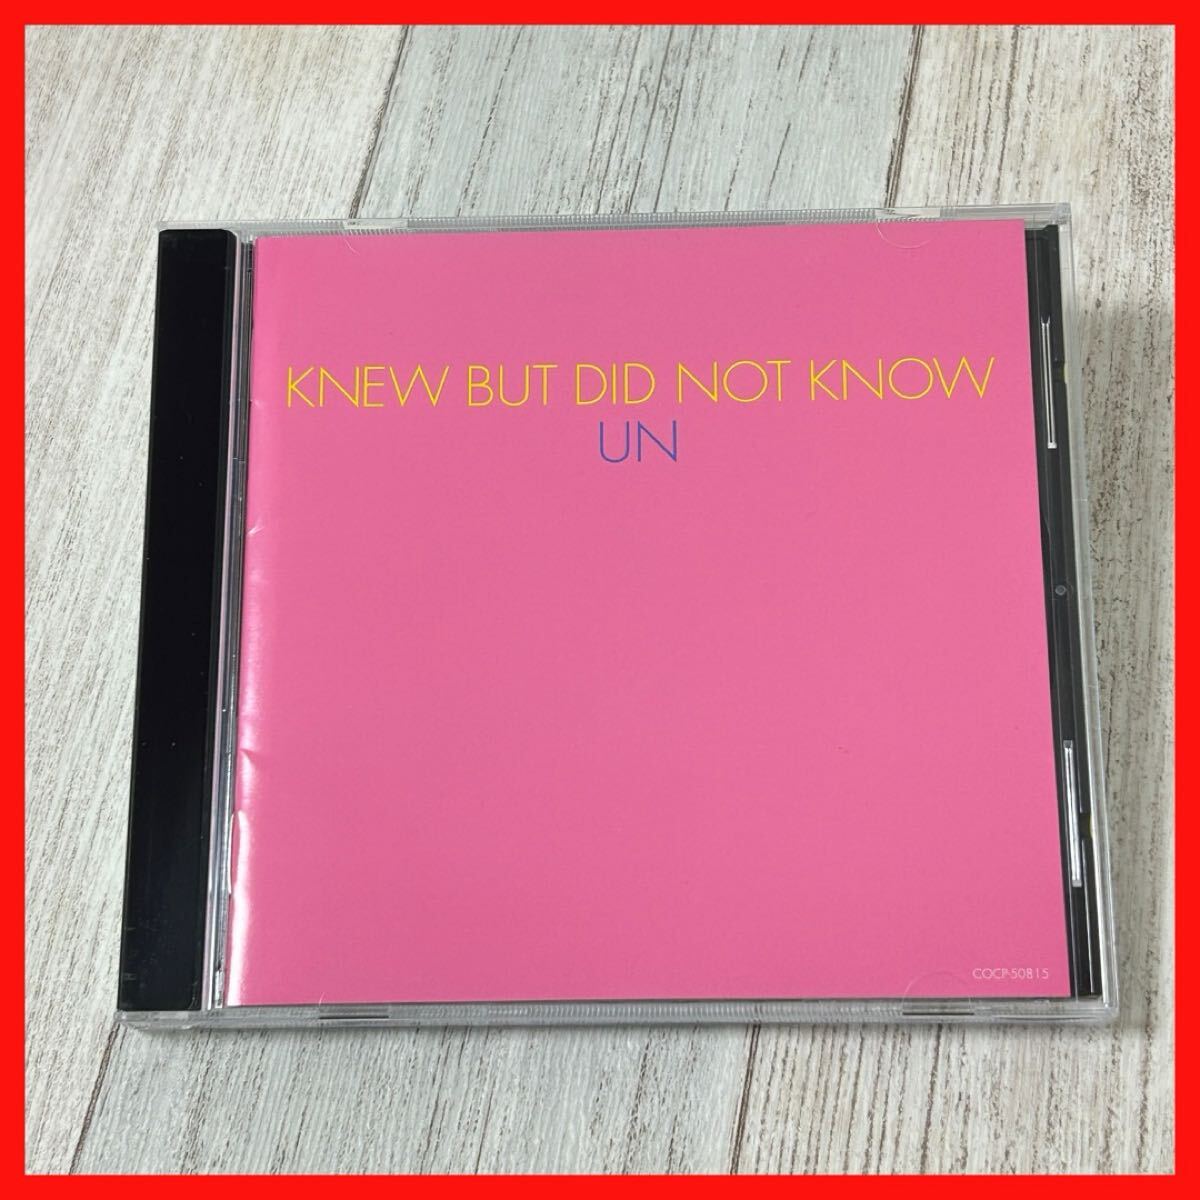 KNEW BUT DID NOT KNOW
UN
COCP-50815